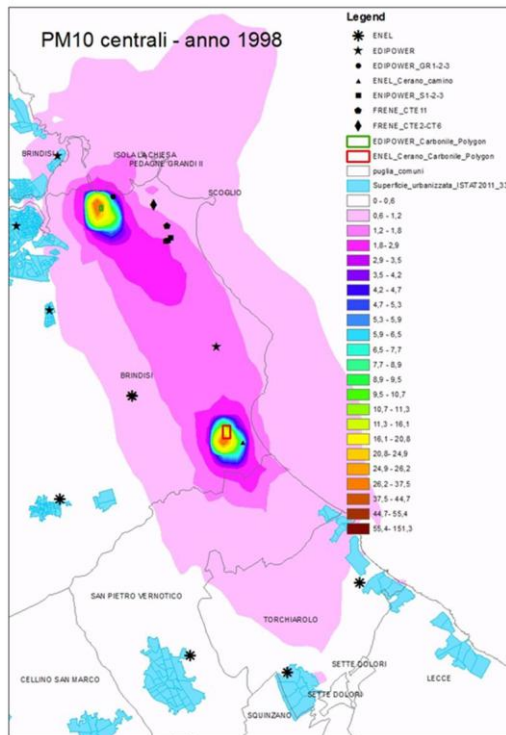 PM10 centrali - anno 1998
BRINDISI
ISOLA LACHIESA
PEDAGNE GRANDI II
SCOGLIO
BRINDISI
SAN PIETRO VERNOTICO
TORCHIAROLO
CELLINO SAN MARCO
SETTE DOLORI
SETTE DOLORI
LECCE
SQUINZANO
Legend
ENEL
EDIPOWER
EDIPOWER_GR1-2-3
ENEL_Cerano_camino
ENIPOWER_S1-2-3
FRENE_CTE11
FRENE_CTE2-CT6
EDIPOWER_Carbonile_Polygon
ENEL_Cerano_Carbonile_Polygon
puglia_comuni
Superficie_urbanizzata_ISTAT2011_33
0 - 0,6
0,6 - 1,2
1,2 - 1,8
1,8 - 2,9
2,9 - 3,5
3,5 - 4,2
4,2 - 4,7
4,7 - 5,3
5,3 - 5,9
5,9 - 6,5
6,5 - 7,7
7,7 - 8,9
8,9 - 9,5
9,5 - 10,7
10,7 - 11,3
11,3 - 16,1
16,1 - 20,8
20,8 - 24,9
24,9 - 26,2
26,2 - 37,5
37,5 - 44,7
44,7 - 55,4
55,4 - 151,3